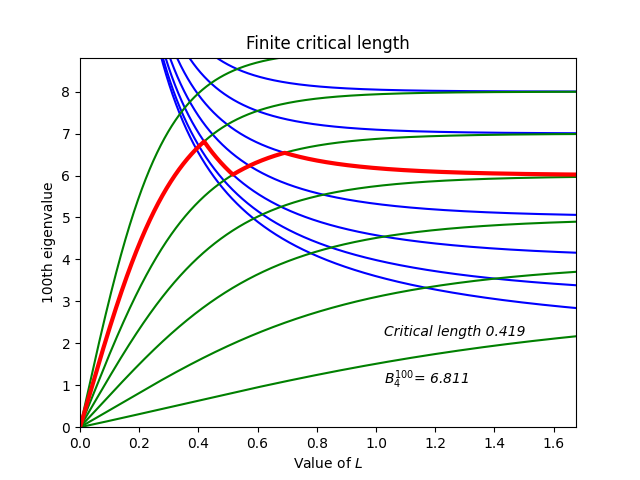 Finite critical length
100th eigenvalue
8
7
6
5
4
3
2
1
0
Critical length 0.419
$B_4^{100}$= 6.811
0.0 0.2 0.4 0.6 0.8 1.0 1.2 1.4 1.6
Value of L